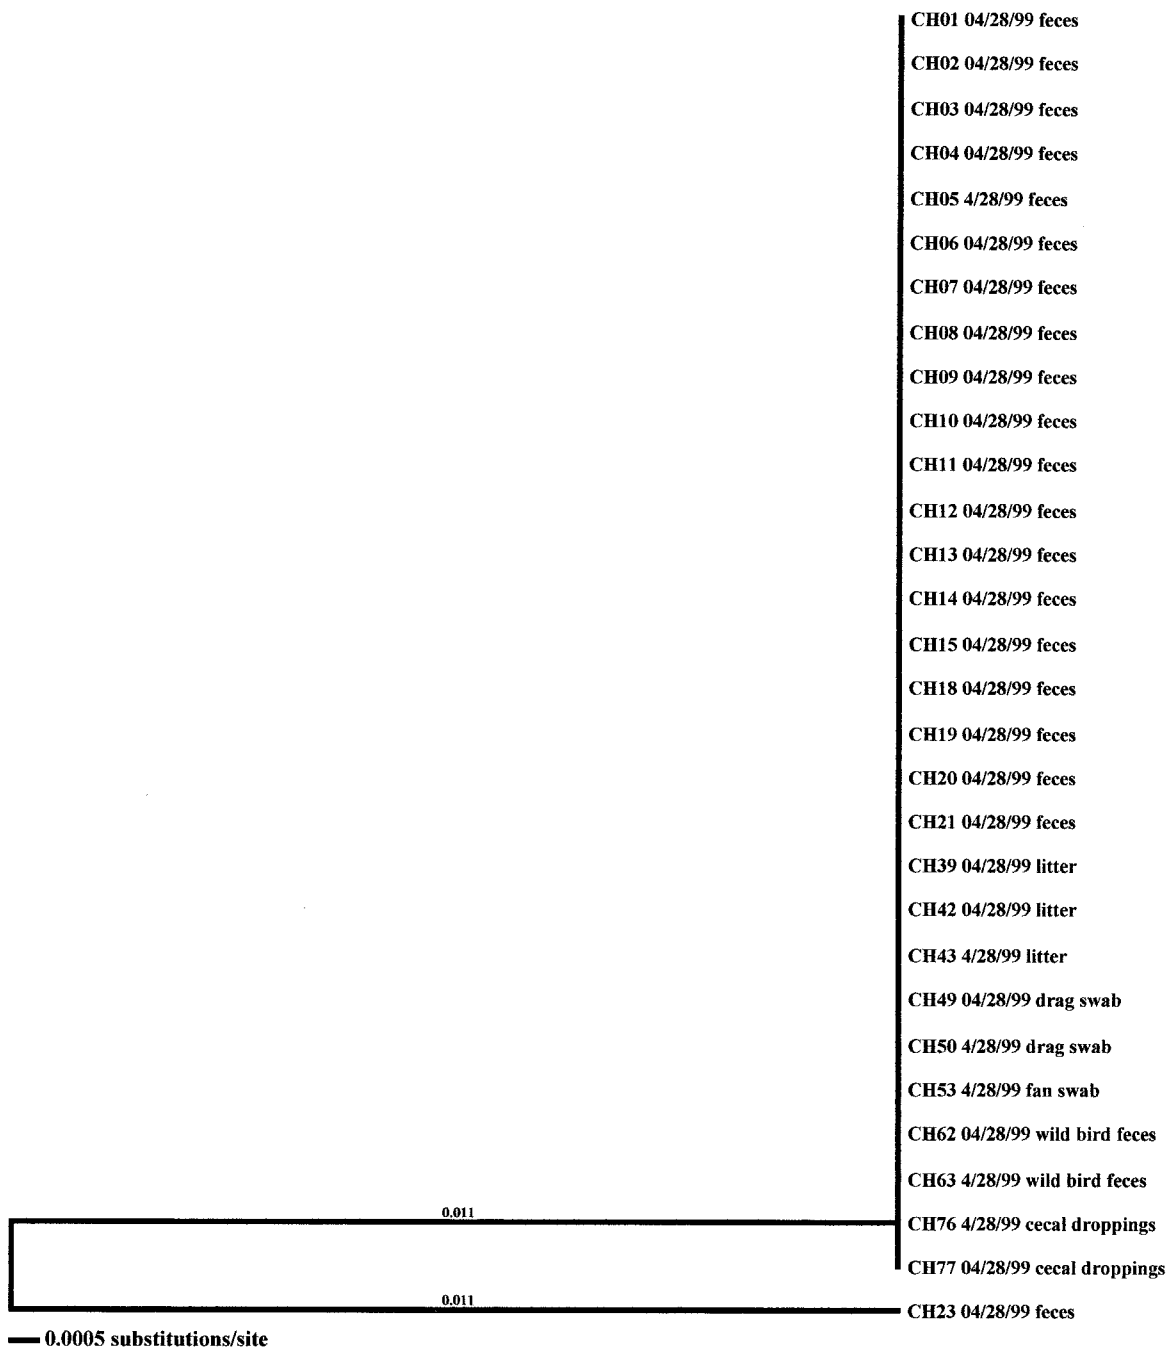 CH01 04/28/99 feces
CH02 04/28/99 feces
CH03 04/28/99 feces
CH04 04/28/99 feces
CH05 4/28/99 feces
CH06 04/28/99 feces
CH07 04/28/99 feces
CH08 04/28/99 feces
CH09 04/28/99 feces
CH10 04/28/99 feces
CH11 04/28/99 feces
CH12 04/28/99 feces
CH13 04/28/99 feces
CH14 04/28/99 feces
CH15 04/28/99 feces
CH18 04/28/99 feces
CH19 04/28/99 feces
CH20 04/28/99 feces
CH21 04/28/99 feces
CH39 04/28/99 litter
CH42 04/28/99 litter
CH43 4/28/99 litter
CH49 04/28/99 drag swab
CH50 4/28/99 drag swab
CH53 4/28/99 fan swab
CH62 04/28/99 wild bird feces
CH63 4/28/99 wild bird feces
0.011
CH76 4/28/99 cecal droppings
CH77 04/28/99 cecal droppings
0.011
CH23 04/28/99 feces
0.0005 substitutions/site